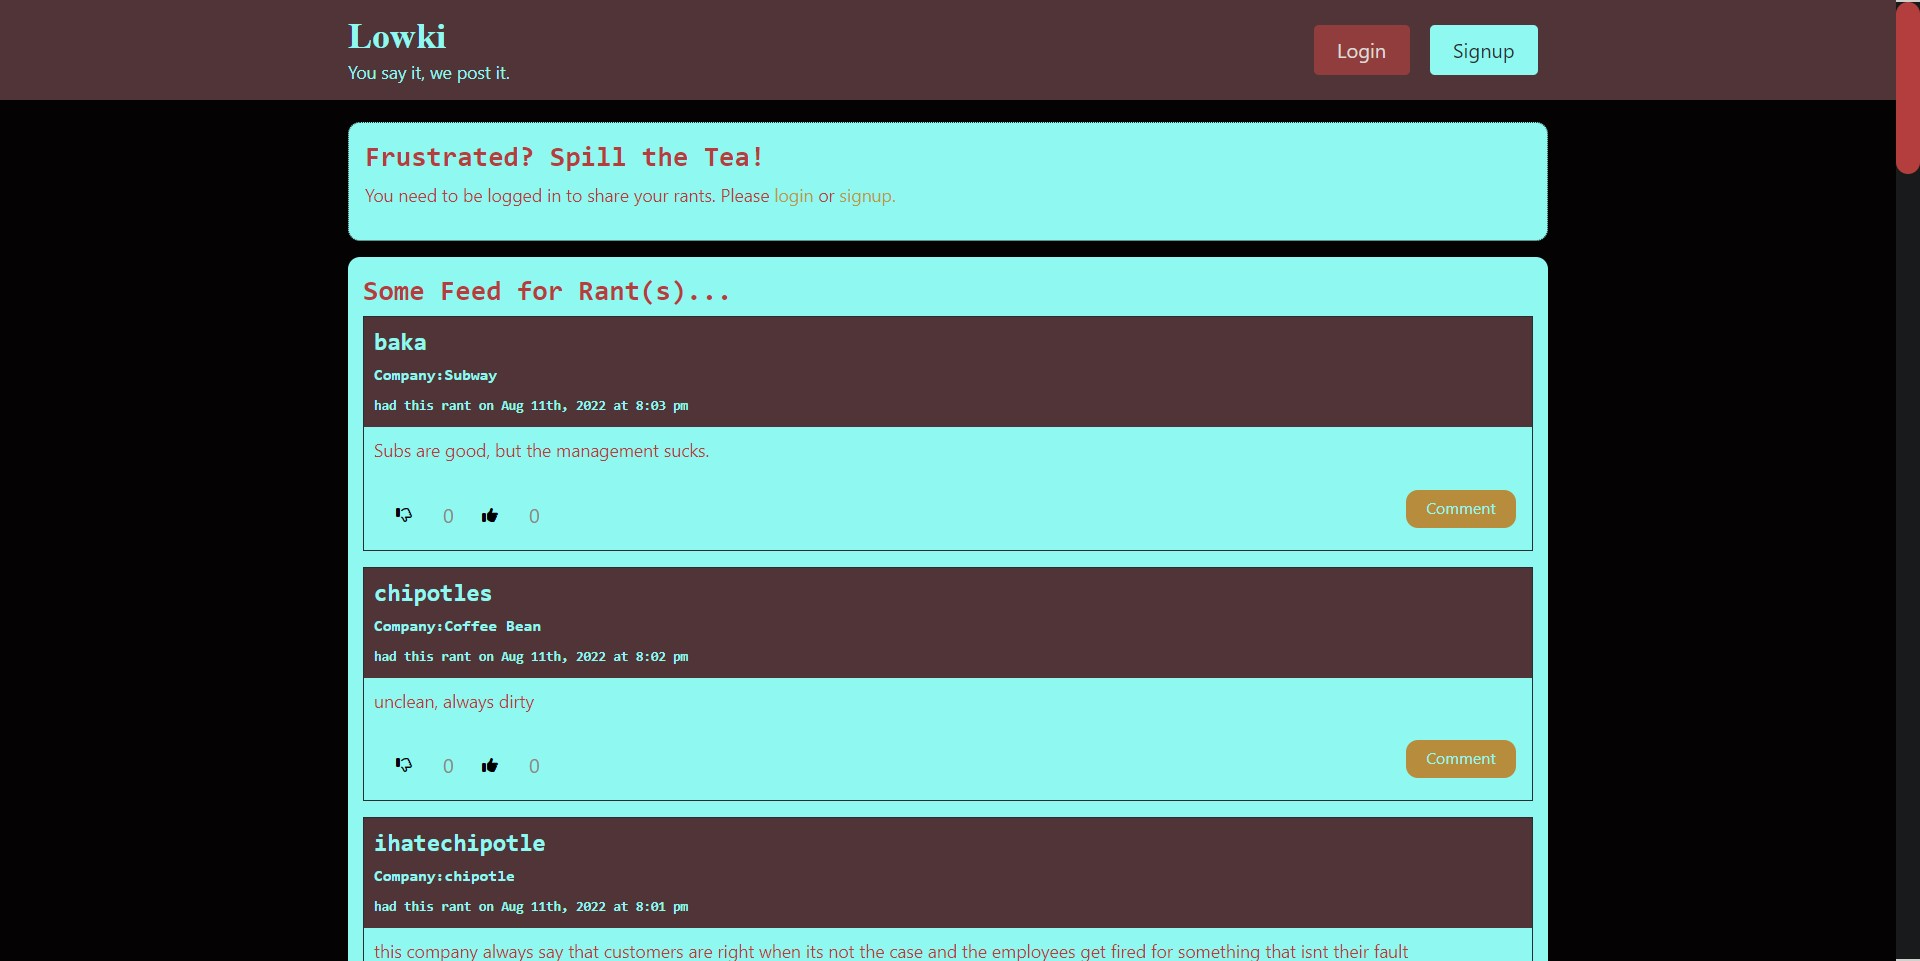 Lowki
You say it, we post it.
Login
Signup
Frustrated? Spill the Tea!
You need to be logged in to share your rants. Please login or signup.
Some Feed for Rant(s)...
baka
Company:Subway
had this rant on Aug 11th, 2022 at 8:03 pm
Subs are good, but the management sucks.
0 0
Comment
chipotles
Company:Coffee Bean
had this rant on Aug 11th, 2022 at 8:02 pm
unclean, always dirty
0 0
Comment
ihatechipotle
Company:chipotle
had this rant on Aug 11th, 2022 at 8:01 pm
this company always say that customers are right when its not the case and the employees get fired for something that isnt their fault